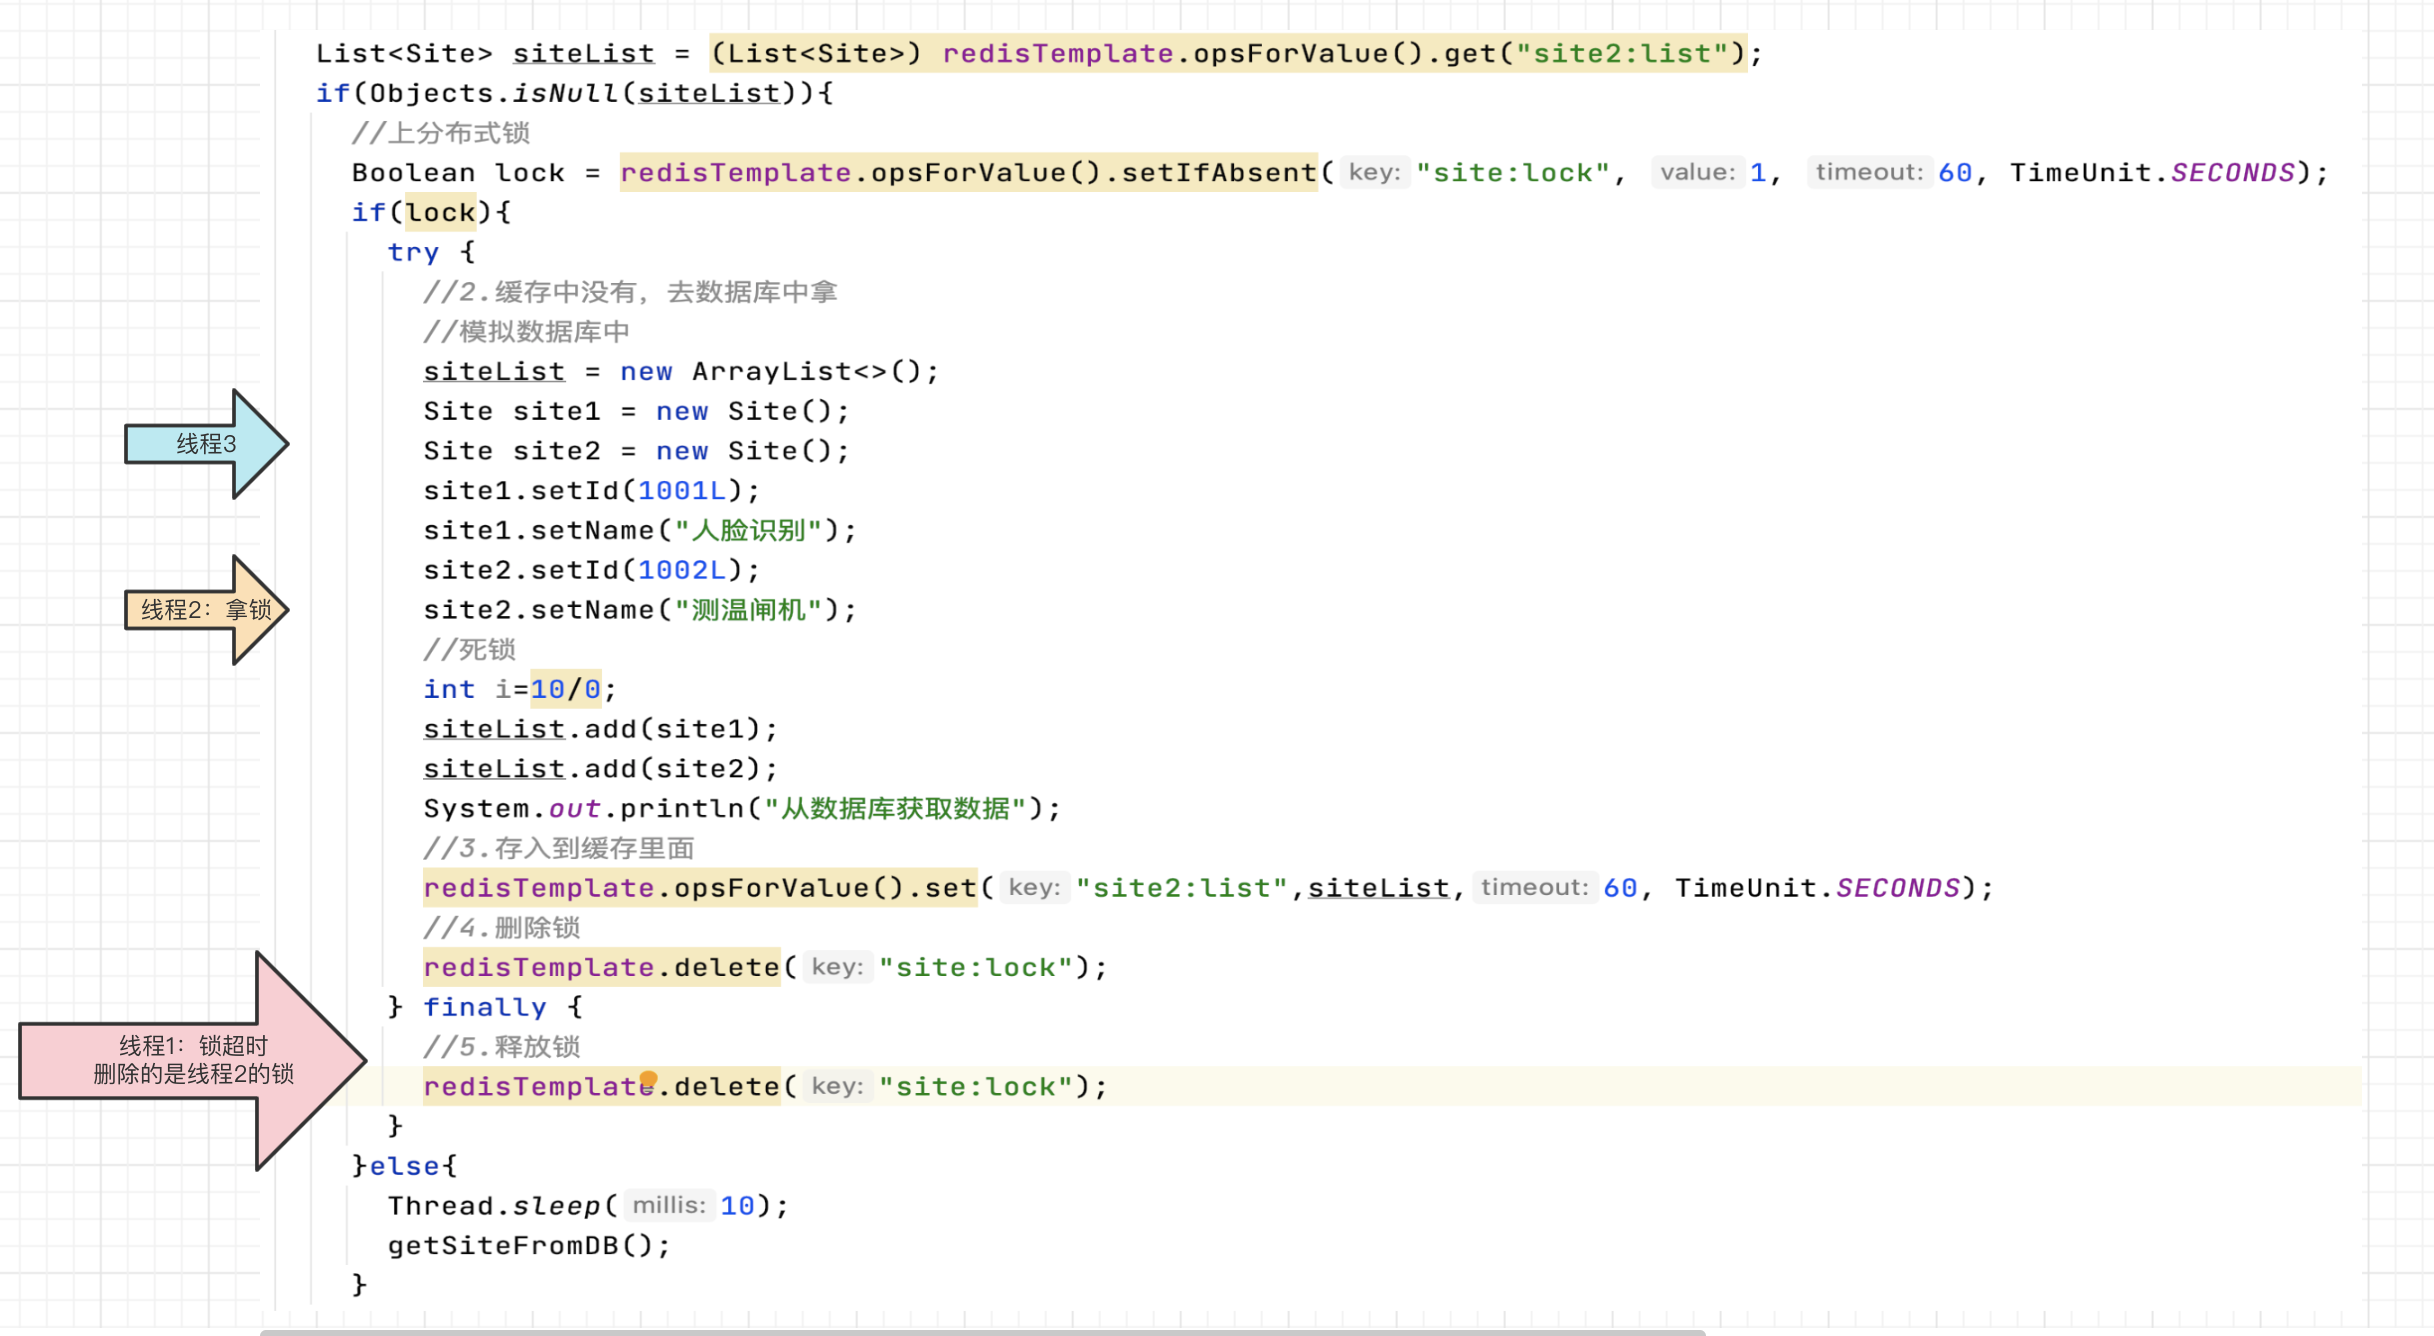 List<Site> siteList = (List<Site>) redisTemplate.opsForValue().get("site2:list");
if(Objects.isNull(siteList)){
//上分布式锁
Boolean lock = redisTemplate.opsForValue().setIfAbsent( key: "site:lock", value: 1, timeout: 60, TimeUnit.SECONDS);
if(lock){
try {
//2.缓存中没有，去数据库中拿
//模拟数据库中
siteList = new ArrayList<>();
Site site1 = new Site();
线程3
Site site2 = new Site();
site1.setId(1001L);
site1.setName("人脸识别");
site2.setId(1002L);
线程2：拿锁
site2.setName("测温闸机");
//死锁
int i=10/0;
siteList.add(site1);
siteList.add(site2);
System.out.println("从数据库获取数据");
//3.存入到缓存里面
redisTemplate.opsForValue().set( key: "site2:list",siteList, timeout: 60, TimeUnit.SECONDS);
//4.删除锁
redisTemplate.delete( key: "site:lock");
} finally {
线程1：锁超时
删除的是线程2的锁
//5.释放锁
redisTemplate.delete( key: "site:lock");
}
}else{
Thread.sleep( millis: 10);
getSiteFromDB();
}